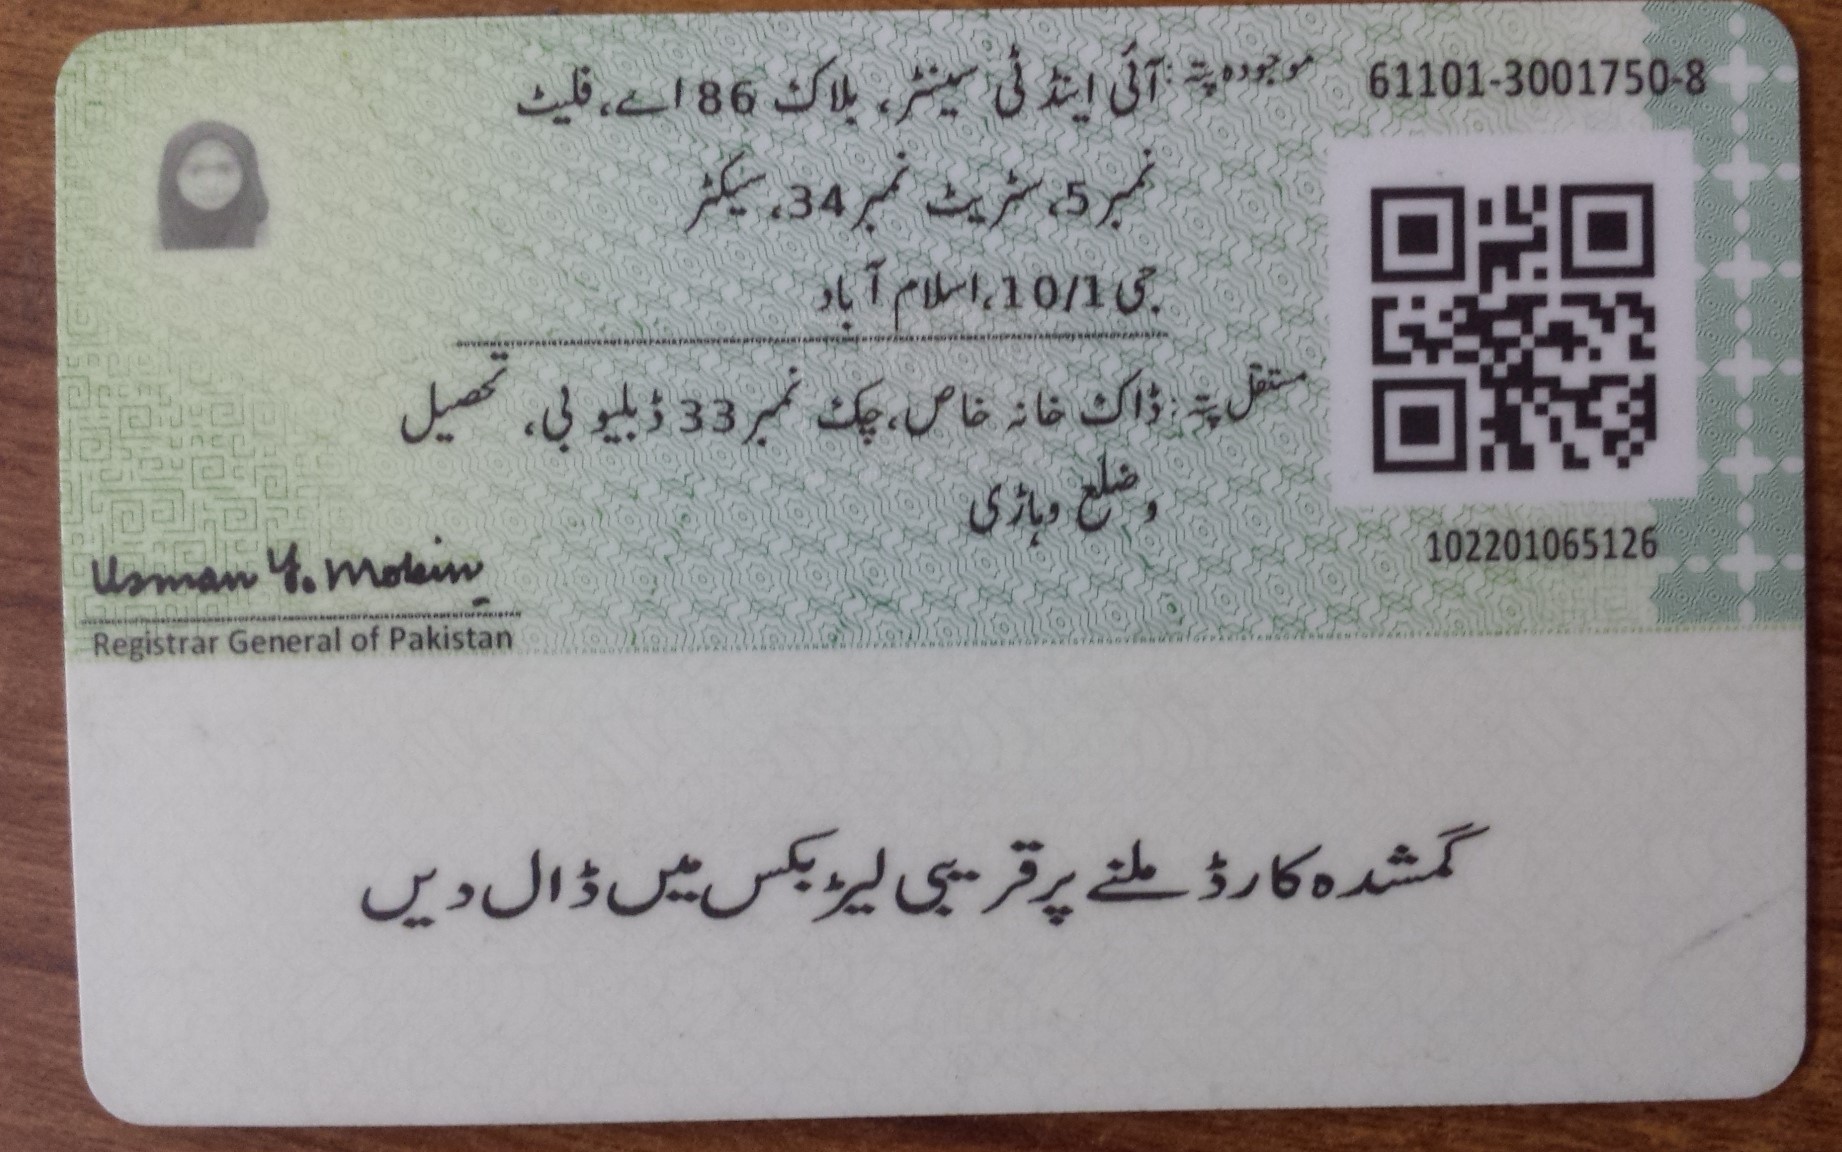 61101-3001750-8
موجودہ پتہ: آئی اینڈ ٹی سینٹر، بلاک 86 اے، فلیٹ
نمبر 5، سٹریٹ نمبر 34، سیکٹر
جی 10/1، اسلام آباد
مستقل پتہ: ڈاک خانہ خاص، چک نمبر 33 ڈبلیو بی، تحصیل
و ضلع وہاڑی
102201065126
Usman Y. Mobin
Registrar General of Pakistan
گمشدہ کارڈ ملنے پر قریبی لیٹر بکس میں ڈال دیں